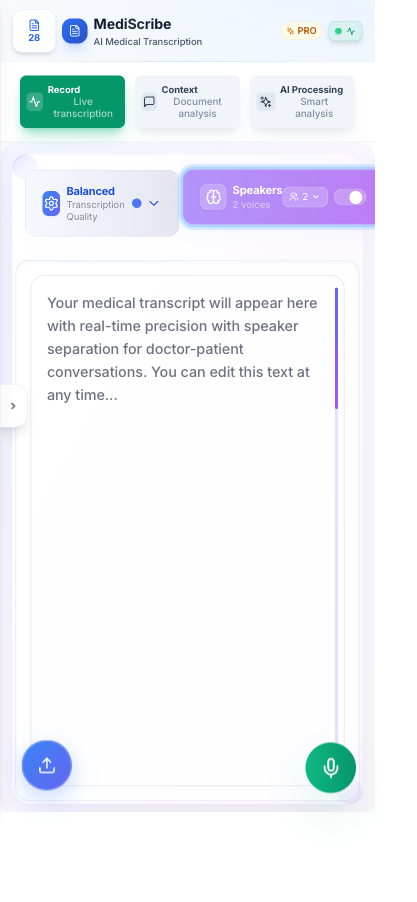 28
MediScribe
AI Medical Transcription
PRO
Record
Live
transcription
Context
Document
analysis
AI Processing
Smart
analysis
Balanced
Transcription
Quality
Speakers
2 voices
2
Your medical transcript will appear here
with real-time precision with speaker
separation for doctor-patient
conversations. You can edit this text at
any time...